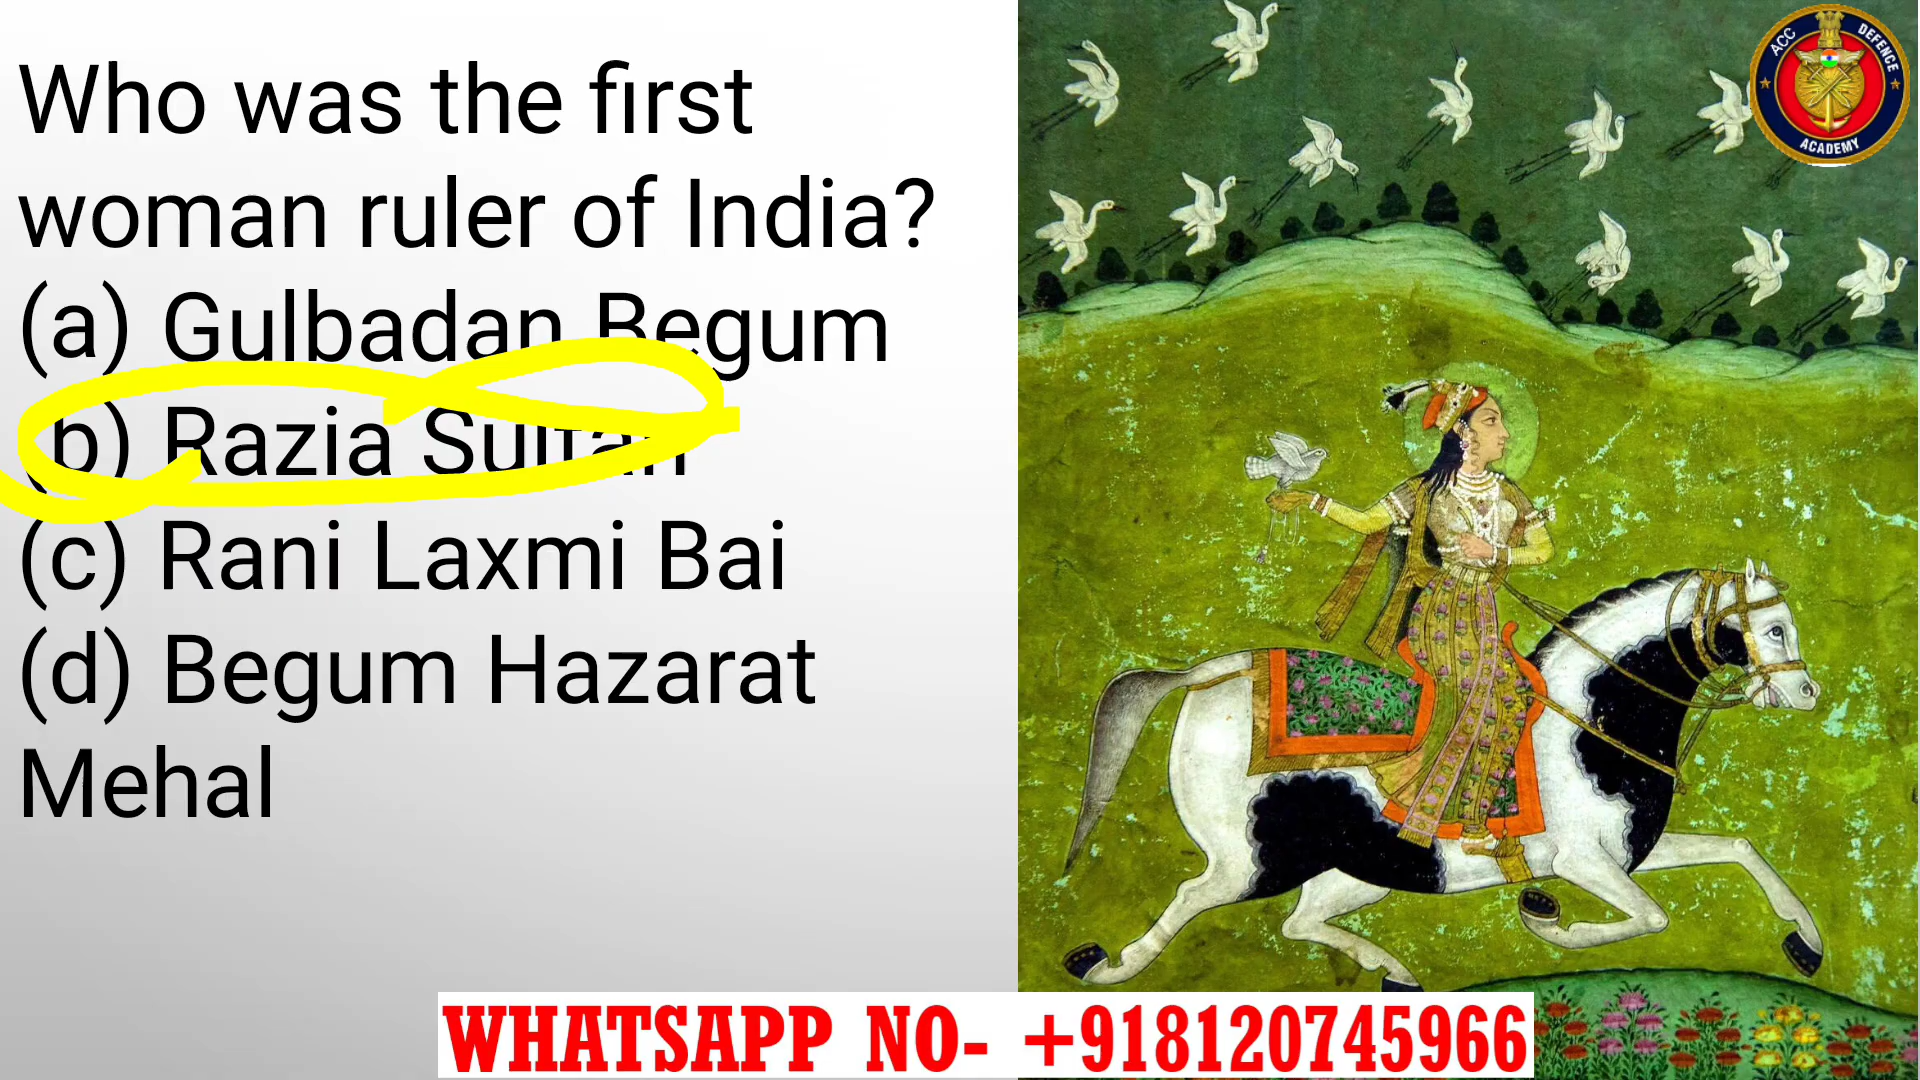 Who was the first
woman ruler of India?
(a) Gulbadan Begum
(b) Razia Sultan
(c) Rani Laxmi Bai
(d) Begum Hazarat
Mehal
ACC DEFENCE
ACADEMY
WHATSAPP NO- +918120745966